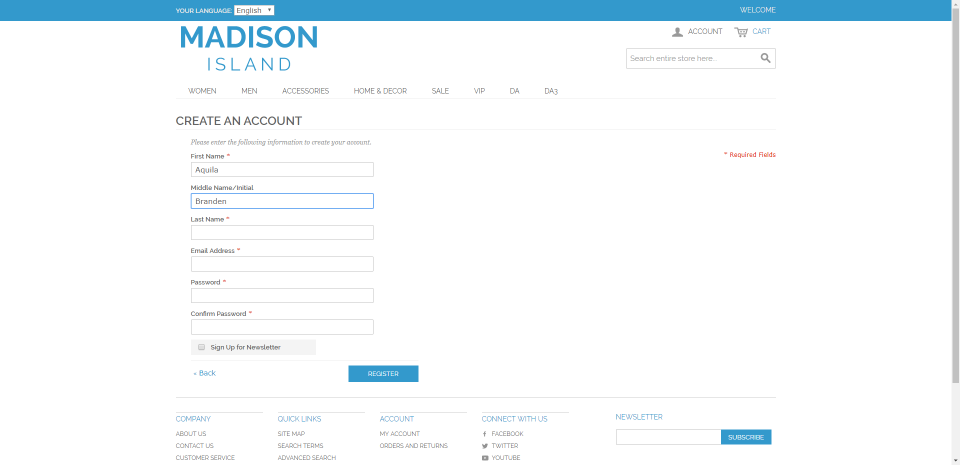 YOUR LANGUAGE: English
WELCOME
MADISON
ISLAND
ACCOUNT CART
Search entire store here...
WOMEN MEN ACCESSORIES HOME & DECOR SALE VIP DA DA3
CREATE AN ACCOUNT
Please enter the following information to create your account.
* Required Fields
First Name *
Aquila
Middle Name/Initial
Branden
Last Name *
Email Address *
Password *
Confirm Password *
Sign Up for Newsletter
« Back
REGISTER
COMPANY
ABOUT US
CONTACT US
CUSTOMER SERVICE
QUICK LINKS
SITE MAP
SEARCH TERMS
ADVANCED SEARCH
ACCOUNT
MY ACCOUNT
ORDERS AND RETURNS
CONNECT WITH US
FACEBOOK
TWITTER
YOUTUBE
NEWSLETTER
SUBSCRIBE